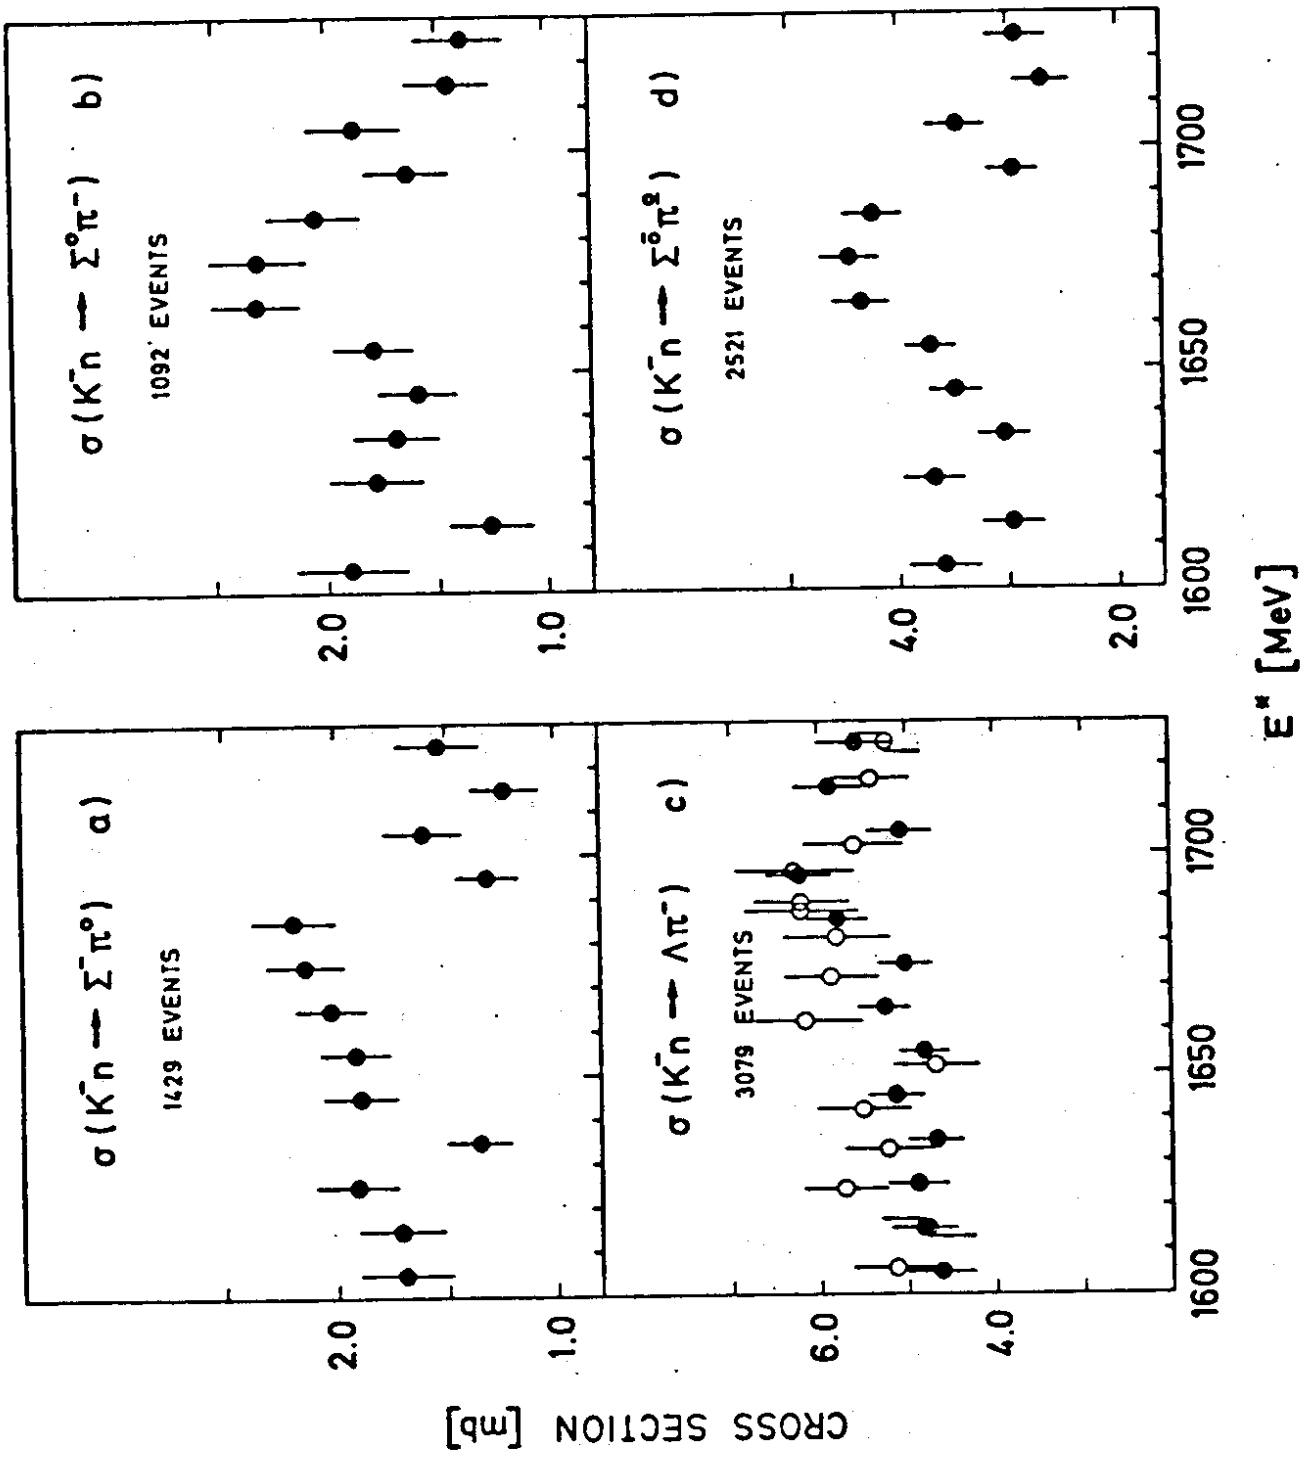 CROSS SECTION [mb]
σ(K⁻n → Σ⁻π⁰) a)
1429 EVENTS
2.0
1.0
σ(K⁻n → Σ⁰π⁻) b)
1092 EVENTS
2.0
1.0
σ(K⁻n → Λπ⁻) c)
3079 EVENTS
6.0
4.0
1600 1650 1700
σ(K⁻n → Σ) d)
2521 EVENTS
4.0
2.0
1600 1650 1700
E* [MeV]